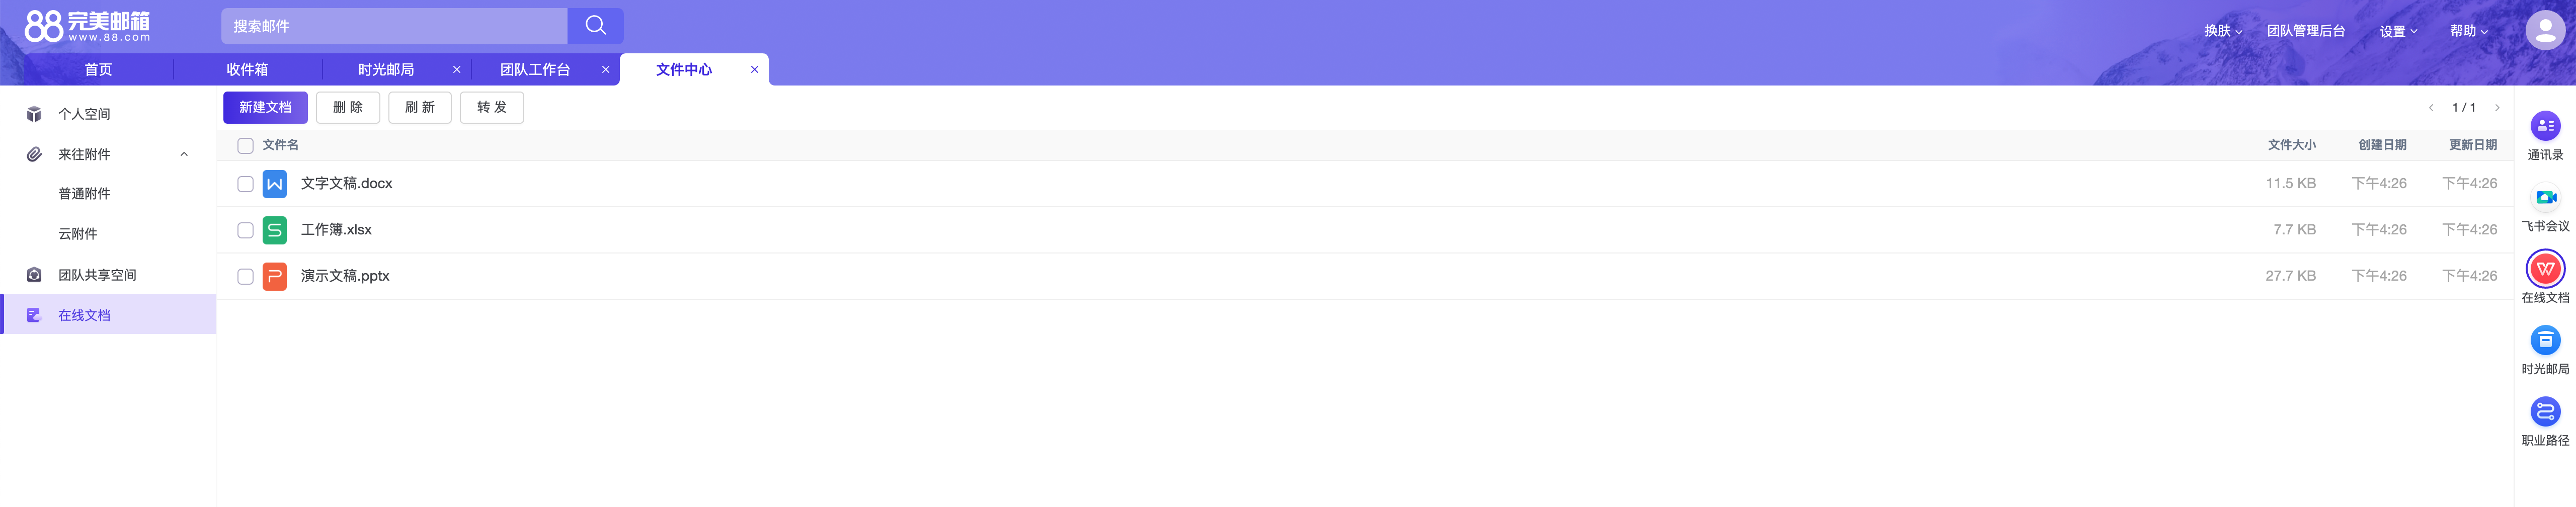 88完美邮箱
www.88.com
搜索邮件
换肤
团队管理后台
设置
帮助
首页
收件箱
时光邮局
团队工作台
文件中心
个人空间
来往附件
普通附件
云附件
团队共享空间
在线文档
新建文档
删 除
刷 新
转 发
1 / 1
文件名
文件大小
创建日期
更新日期
文字文稿.docx
11.5 KB
下午4:26
下午4:26
工作簿.xlsx
7.7 KB
下午4:26
下午4:26
演示文稿.pptx
27.7 KB
下午4:26
下午4:26
通讯录
飞书会议
在线文档
时光邮局
职业路径